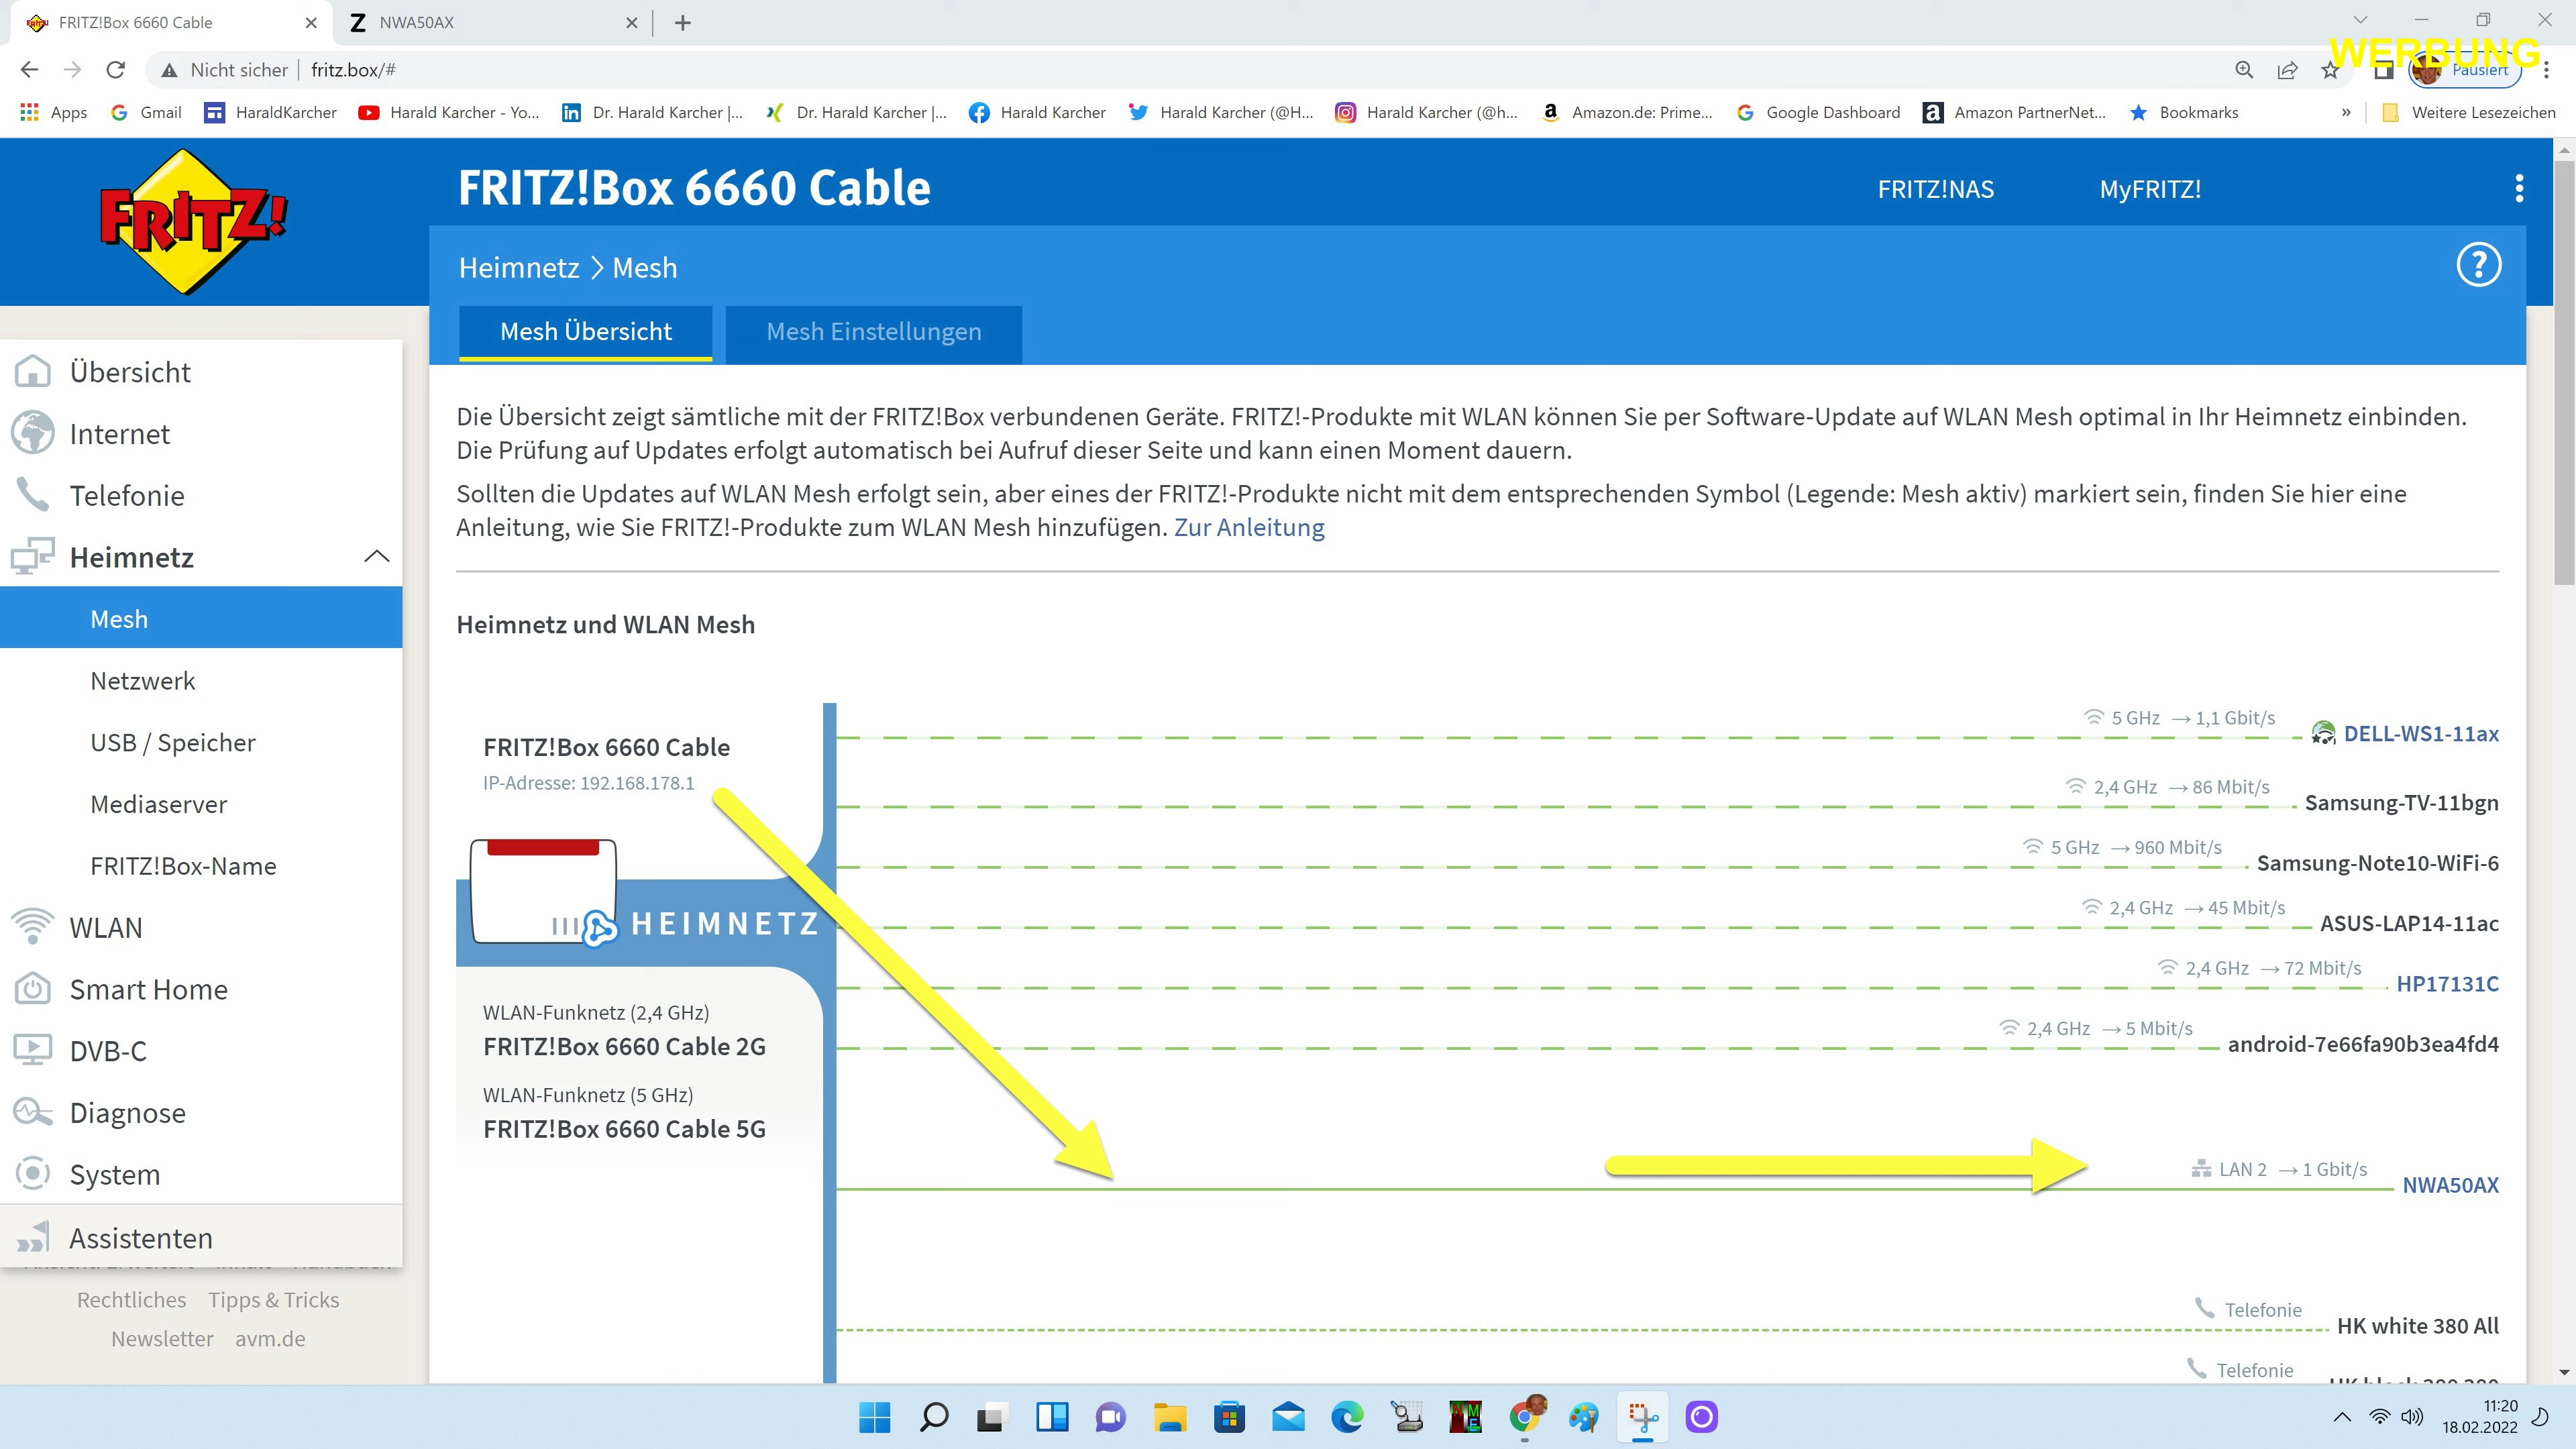 FRITZ!Box 6660 Cable
NWA50AX
WERBUNG
Nicht sicher
fritz.box/#
Pausiert
Apps
Gmail
HaraldKarcher
Harald Karcher - Yo...
Dr. Harald Karcher |...
Dr. Harald Karcher |...
Harald Karcher
Harald Karcher (@H...
Harald Karcher (@h...
Amazon.de: Prime...
Google Dashboard
Amazon PartnerNet...
Bookmarks
»
Weitere Lesezeichen
FRITZ!
FRITZ!Box 6660 Cable
FRITZ!NAS
MyFRITZ!
Heimnetz > Mesh
?
Mesh Übersicht
Mesh Einstellungen
Übersicht
Internet
Telefonie
Heimnetz
Mesh
Netzwerk
USB / Speicher
Mediaserver
FRITZ!Box-Name
WLAN
Smart Home
DVB-C
Diagnose
System
Assistenten
Rechtliches Tipps & Tricks
Newsletter avm.de
Die Übersicht zeigt sämtliche mit der FRITZ!Box verbundenen Geräte. FRITZ!-Produkte mit WLAN können Sie per Software-Update auf WLAN Mesh optimal in Ihr Heimnetz einbinden.
Die Prüfung auf Updates erfolgt automatisch bei Aufruf dieser Seite und kann einen Moment dauern.
Sollten die Updates auf WLAN Mesh erfolgt sein, aber eines der FRITZ!-Produkte nicht mit dem entsprechenden Symbol (Legende: Mesh aktiv) markiert sein, finden Sie hier eine
Anleitung, wie Sie FRITZ!-Produkte zum WLAN Mesh hinzufügen. Zur Anleitung
Heimnetz und WLAN Mesh
FRITZ!Box 6660 Cable
IP-Adresse: 192.168.178.1
HEIMNETZ
WLAN-Funknetz (2,4 GHz)
FRITZ!Box 6660 Cable 2G
WLAN-Funknetz (5 GHz)
FRITZ!Box 6660 Cable 5G
5 GHz → 1,1 Gbit/s
DELL-WS1-11ax
2,4 GHz → 86 Mbit/s
Samsung-TV-11bgn
5 GHz → 960 Mbit/s
Samsung-Note10-WiFi-6
2,4 GHz → 45 Mbit/s
ASUS-LAP14-11ac
2,4 GHz → 72 Mbit/s
HP17131C
2,4 GHz → 5 Mbit/s
android-7e66fa90b3ea4fd4
LAN 2 → 1 Gbit/s
NWA50AX
Telefonie
HK white 380 All
Telefonie
11:20
18.02.2022